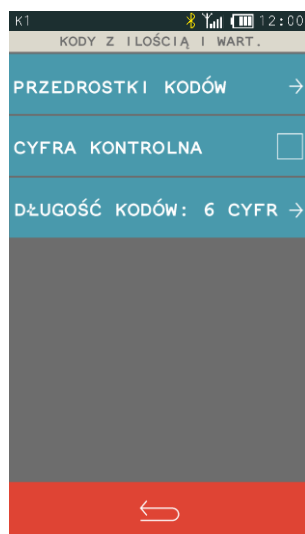 K1 12:00
KODY Z ILOŚCIĄ I WART.
PRZEDROSTKI KODÓW
CYFRA KONTROLNA
DŁUGOŚĆ KODÓW: 6 CYFR